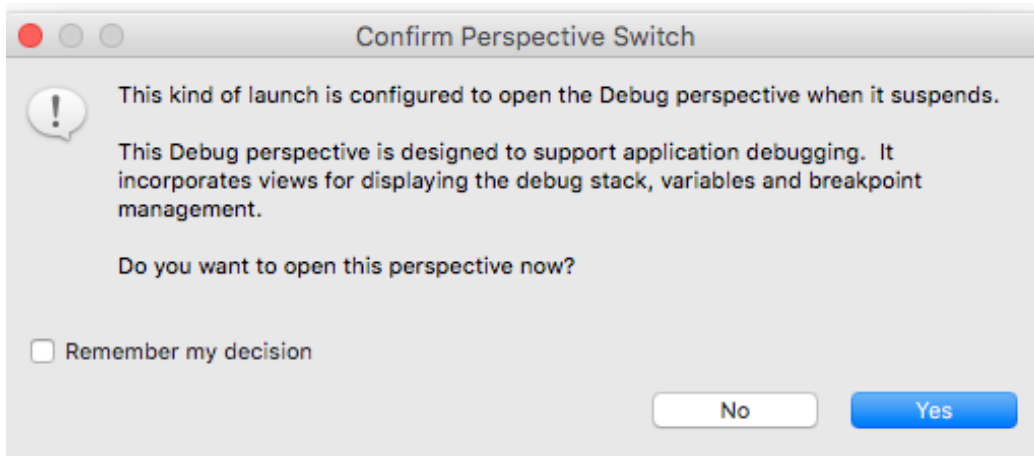 Confirm Perspective Switch
This kind of launch is configured to open the Debug perspective when it suspends.
This Debug perspective is designed to support application debugging.  It
incorporates views for displaying the debug stack, variables and breakpoint
management.
Do you want to open this perspective now?
Remember my decision
No
Yes